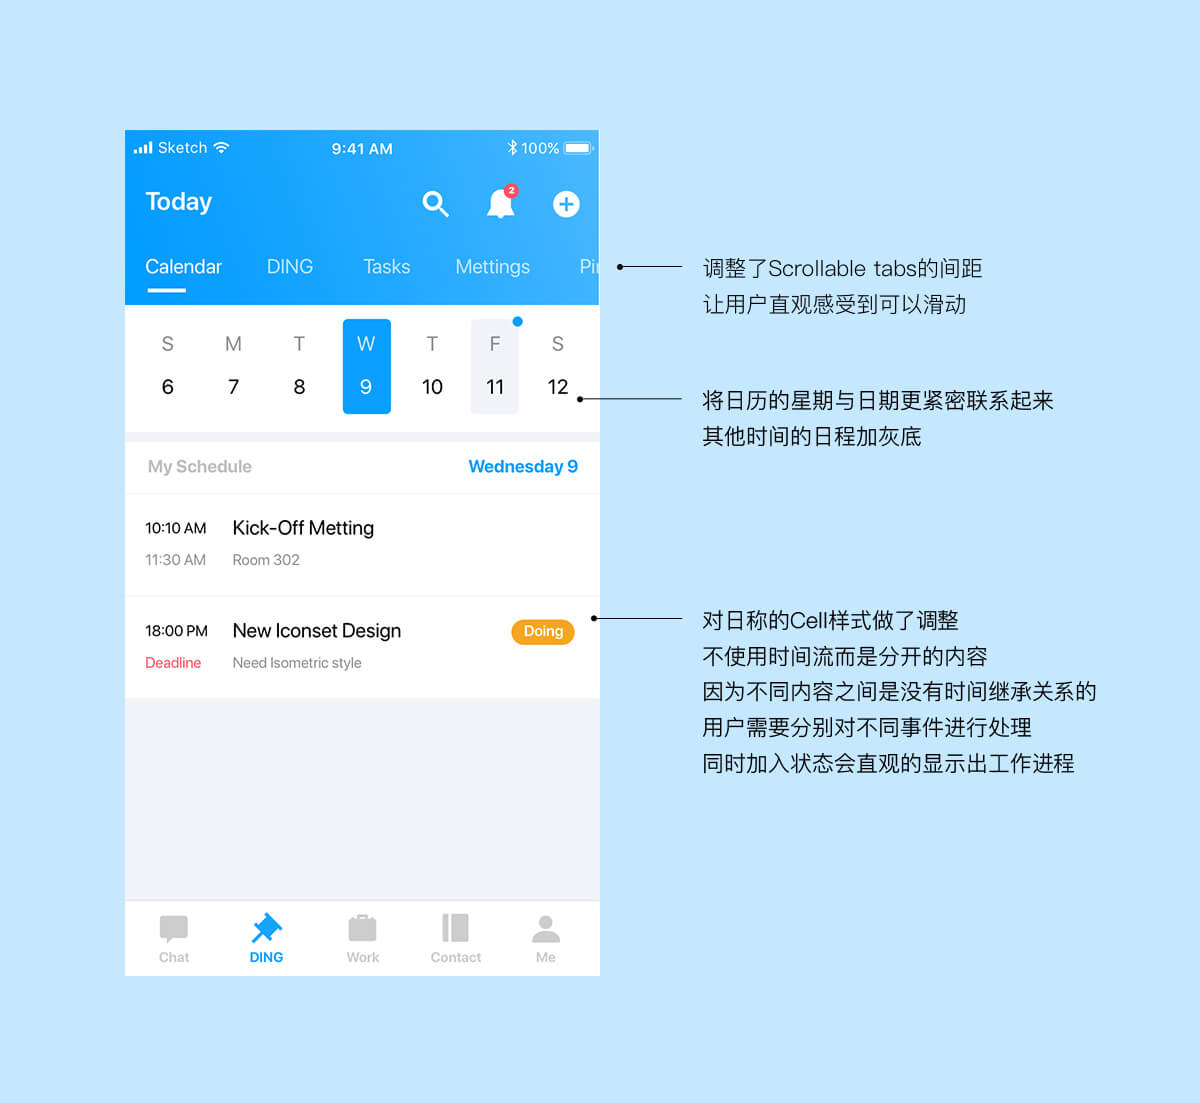 Sketch 9:41 AM 100%
Today 2
Calendar DING Tasks Mettings Pi
S M T W T F S
6 7 8 9 10 11 12
My Schedule Wednesday 9
10:10 AM Kick-Off Metting
11:30 AM Room 302
18:00 PM New Iconset Design Doing
Deadline Need Isometric style
Chat DING Work Contact Me
调整了Scrollable tabs的间距
让用户直观感受到可以滑动
将日历的星期与日期更紧密联系起来
其他时间的日程加灰底
对日称的Cell样式做了调整
不使用时间流而是分开的内容
因为不同内容之间是没有时间继承关系的
用户需要分别对不同事件进行处理
同时加入状态会直观的显示出工作进程